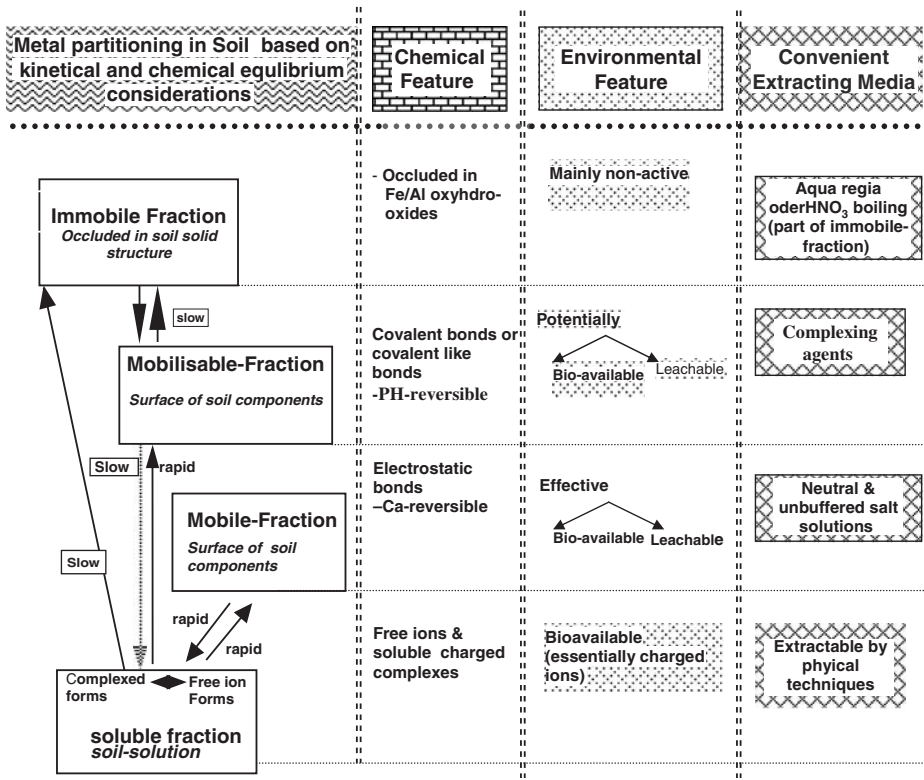 Metal partitioning in Soil based on
kinetical and chemical equlibrium
considerations
Chemical
Feature
Environmental
Feature
Convenient
Extracting Media
Immobile Fraction
Occluded in soil solid
structure
- Occluded in
Fe/Al oxyhdro-
oxides
Mainly non-active
Aqua regia
oderHNO₃ boiling
(part of immobile-
fraction)
slow
Mobilisable-Fraction
Surface of soil components
Covalent bonds or
covalent like
bonds
-PH-reversible
Potentially
Bio-available
Leachable
Complexing
agents
Slow
rapid
Mobile-Fraction
Surface of soil
components
Electrostatic
bonds
–Ca-reversible
Effective
Bio-available
Leachable
Neutral &
unbuffered salt
solutions
Slow
rapid
rapid
Complexed
forms
Free ion
Forms
soluble fraction
soil-solution
Free ions &
soluble charged
complexes
Bioavailable
(essentially charged
ions)
Extractable by
phyical
techniques